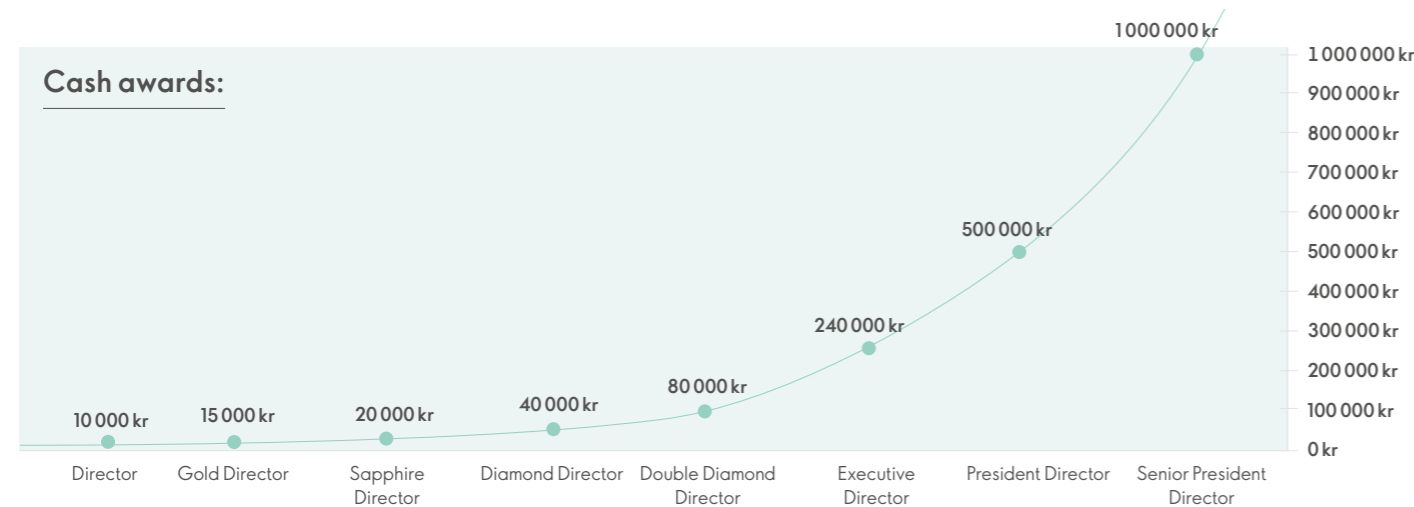 Cash awards:
1 000 000 kr
500 000 kr
240 000 kr
80 000 kr
40 000 kr
20 000 kr
15 000 kr
10 000 kr
1 000 000 kr
900 000 kr
800 000 kr
700 000 kr
600 000 kr
500 000 kr
400 000 kr
300 000 kr
200 000 kr
100 000 kr
0 kr
Director
Gold Director
Sapphire
Director
Diamond Director
Double Diamond
Director
Executive
Director
President Director
Senior President
Director